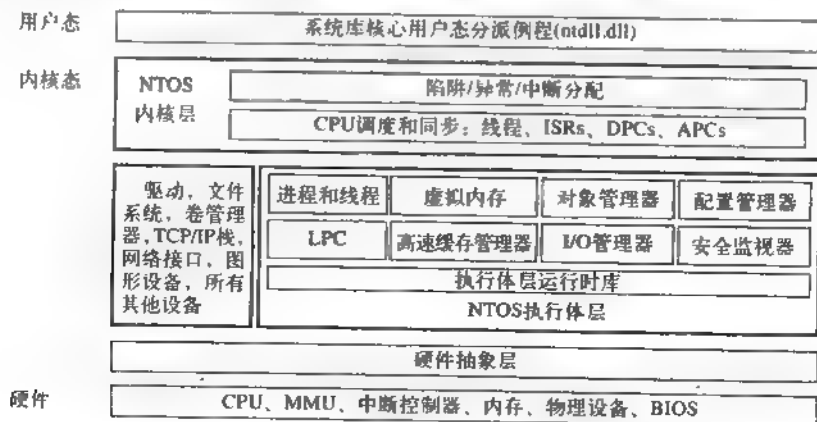 用户态
系统库核心用户态分派例程(ntdll.dll)
内核态
NTOS
内核层
陷阱/异常/中断分配
CPU调度和同步：线程、ISRs、DPCs、APCs
驱动，文件
系统，卷管理
器,TCP/IP栈，
网络接口，图
形设备，所有
其他设备
进程和线程
虚拟内存
对象管理器
配置管理器
LPC
高速缓存管理器
I/O管理器
安全监视器
执行体层运行时库
NTOS执行体层
硬件抽象层
硬件
CPU、MMU、中断控制器、内存、物理设备、BIOS